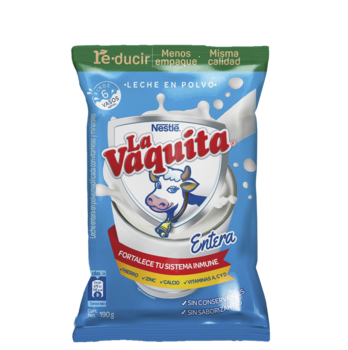 re·ducir
Menos empaque
Misma calidad
LECHE EN POLVO
6
VASOS
Nestlé
La
Vaquita
Entera
FORTALECE TU SISTEMA INMUNE
HIERRO
ZINC
CALCIO
VITAMINAS A, C Y D
SIN CONSERVANTES
SIN SABORIZANTES
190g